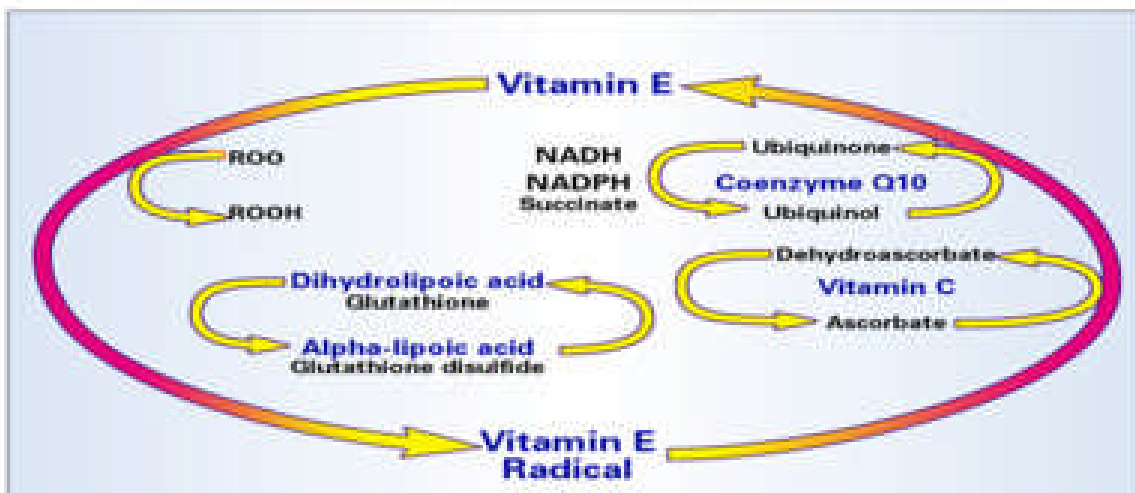 Vitamin E
ROO
ROOH
NADH
NADPH
Succinate
Ubiquinone
Coenzyme Q10
Ubiquinol
Dehydroascorbate
Vitamin C
Ascorbate
Dihydrolipoic acid
Glutathione
Alpha-lipoic acid
Glutathione disulfide
Vitamin E
Radical